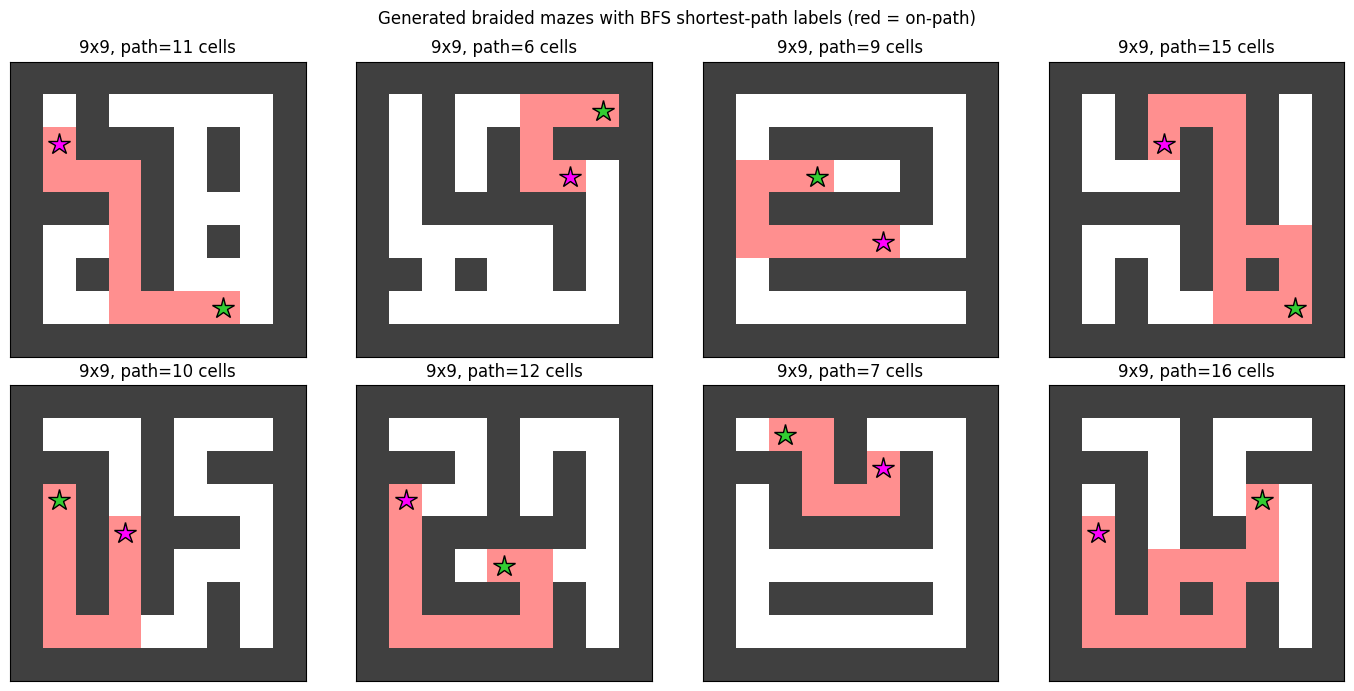 Generated braided mazes with BFS shortest-path labels (red = on-path)
9x9, path=11 cells
9x9, path=6 cells
9x9, path=9 cells
9x9, path=15 cells
9x9, path=10 cells
9x9, path=12 cells
9x9, path=7 cells
9x9, path=16 cells